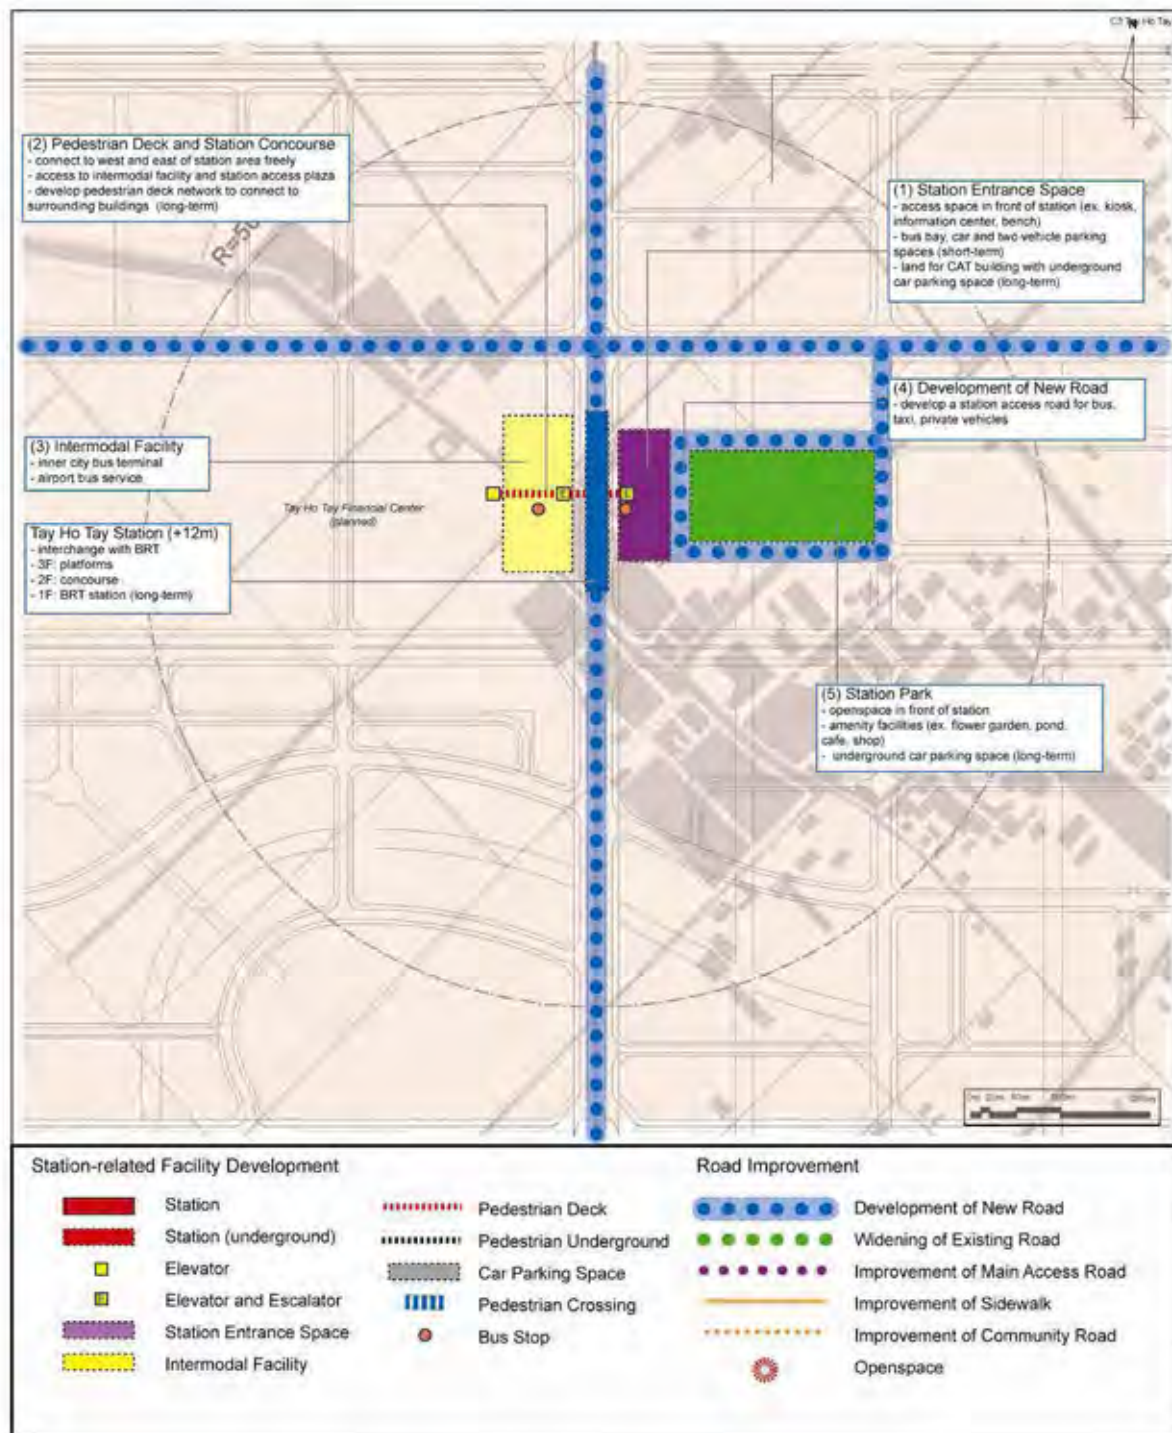 C3 Tay Ho Tay
N
(2) Pedestrian Deck and Station Concourse
- connect to west and east of station area freely
- access to intermodal facility and station access plaza
- develop pedestrian deck network to connect to
surrounding buildings (long-term)
(1) Station Entrance Space
- access space in front of station (ex. kiosk,
information center, bench)
- bus bay, car and two vehicle parking
spaces (short-term)
- land for CAT building with underground
car parking space (long-term)
(4) Development of New Road
- develop a station access road for bus,
taxi, private vehicles
(3) Intermodal Facility
- inner city bus terminal
- airport bus service
Tay Ho Tay Financial Center
(planned)
Tay Ho Tay Station (+12m)
- interchange with BRT
- 3F: platforms
- 2F: concourse
- 1F: BRT station (long-term)
(5) Station Park
- openspace in front of station
- amenity facilities (ex. flower garden, pond,
cafe, shop)
- underground car parking space (long-term)
Station-related Facility Development
Station
Station (underground)
Elevator
Elevator and Escalator
Station Entrance Space
Intermodal Facility
Pedestrian Deck
Pedestrian Underground
Car Parking Space
Pedestrian Crossing
Bus Stop
Road Improvement
Development of New Road
Widening of Existing Road
Improvement of Main Access Road
Improvement of Sidewalk
Improvement of Community Road
Openspace